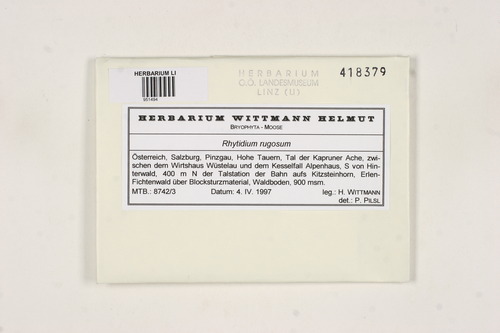 HERBARIUM LI
951494
HERBARIUM
O.Ö. LANDESMUSEUM
LINZ (LI)
418379
HERBARIUM WITTMANN HELMUT
BRYOPHYTA - MOOSE
Rhytidium rugosum
Österreich, Salzburg, Pinzgau, Hohe Tauern, Tal der Kapruner Ache, zwi-
schen dem Wirtshaus Wüstelau und dem Kesselfall Alpenhaus, S von Hin-
terwald, 400 m N der Talstation der Bahn aufs Kitzsteinhorn, Erlen-
Fichtenwald über Blocksturzmaterial, Waldboden, 900 msm.
MTB.: 8742/3 Datum: 4. IV. 1997 leg.: H. WITTMANN
det.: P. PILSL